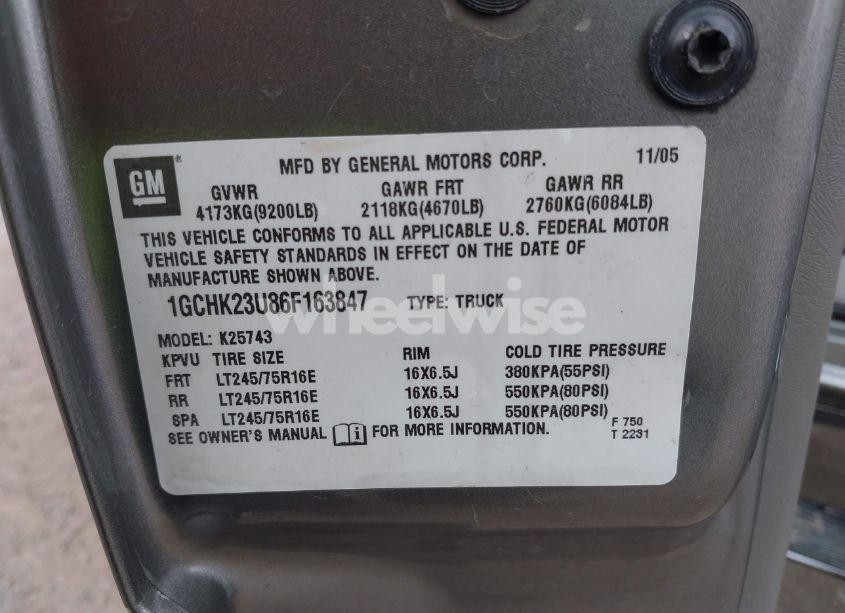 GM
®
MFD BY GENERAL MOTORS CORP. 11/05
GVWR GAWR FRT GAWR RR
4173KG(9200LB) 2118KG(4670LB) 2760KG(6084LB)
THIS VEHICLE CONFORMS TO ALL APPLICABLE U.S. FEDERAL MOTOR
VEHICLE SAFETY STANDARDS IN EFFECT ON THE DATE OF
MANUFACTURE SHOWN ABOVE.
1GCHK23U86F163847 TYPE: TRUCK
wheelwise
MODEL: K25743
KPVU TIRE SIZE RIM COLD TIRE PRESSURE
FRT LT245/75R16E 16X6.5J 380KPA(55PSI)
RR LT245/75R16E 16X6.5J 550KPA(80PSI)
SPA LT245/75R16E 16X6.5J 550KPA(80PSI)
SEE OWNER'S MANUAL i FOR MORE INFORMATION.
F 750
T 2231